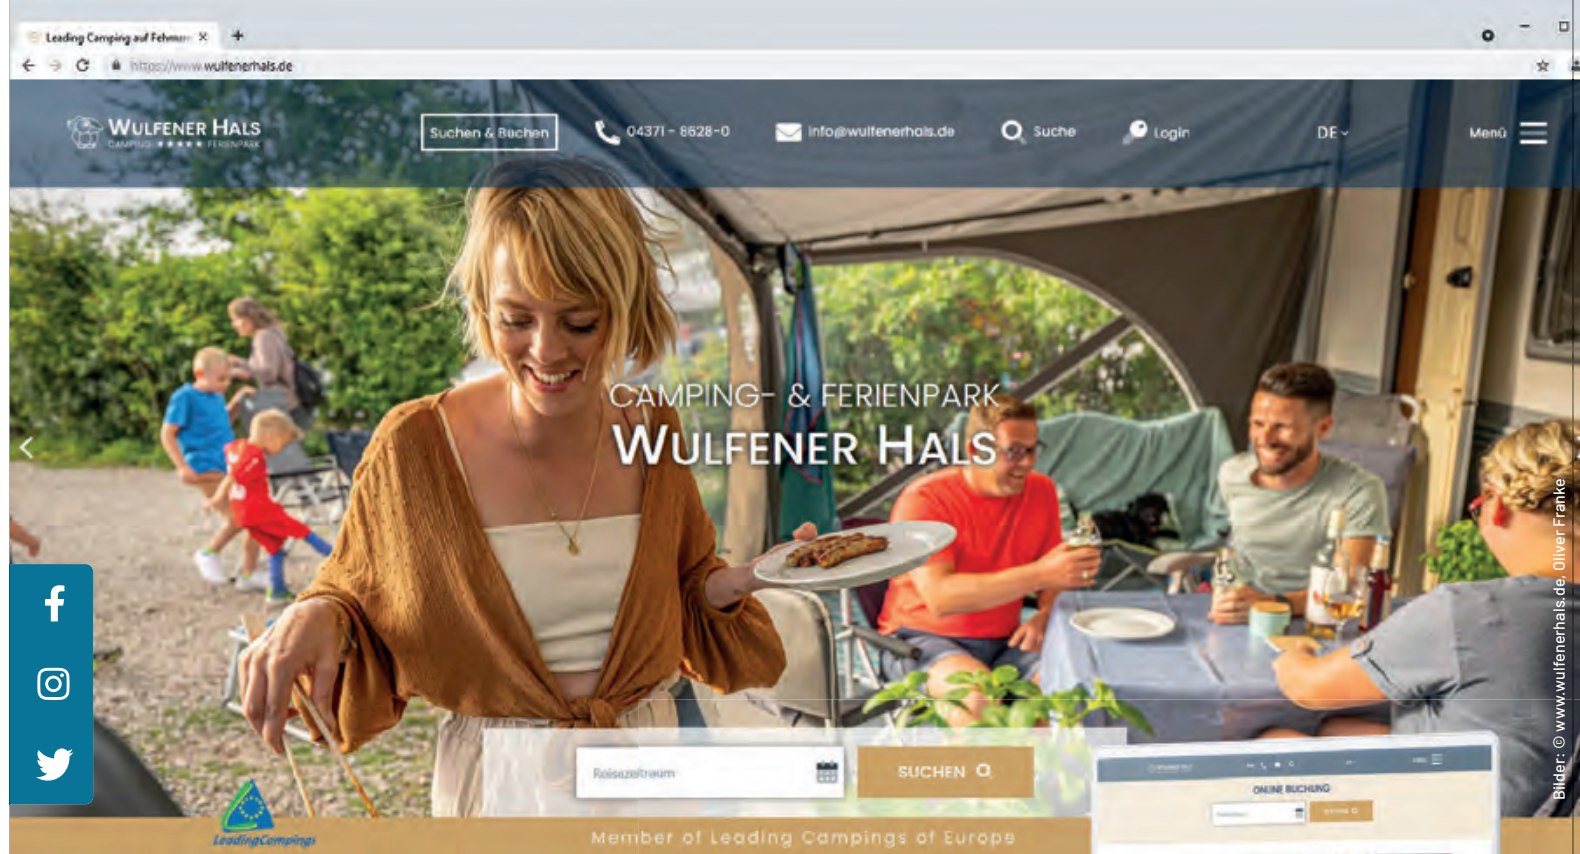 Leading Camping auf Fehmarn
https://www.wulfenerhals.de
WULFENER HALS
CAMPING ★★★★★ FERIENPARK
Suchen & Buchen
04371 - 8628-0
info@wulfenerhals.de
Suche
Login
DE
Menü
CAMPING- & FERIENPARK
WULFENER HALS
Reisezeitraum
SUCHEN
LeadingCampings
Member of Leading Campings of Europe
ONLINE BUCHUNG
SUCHEN
Bilder: © www.wulfenerhals.de, Oliver Franke